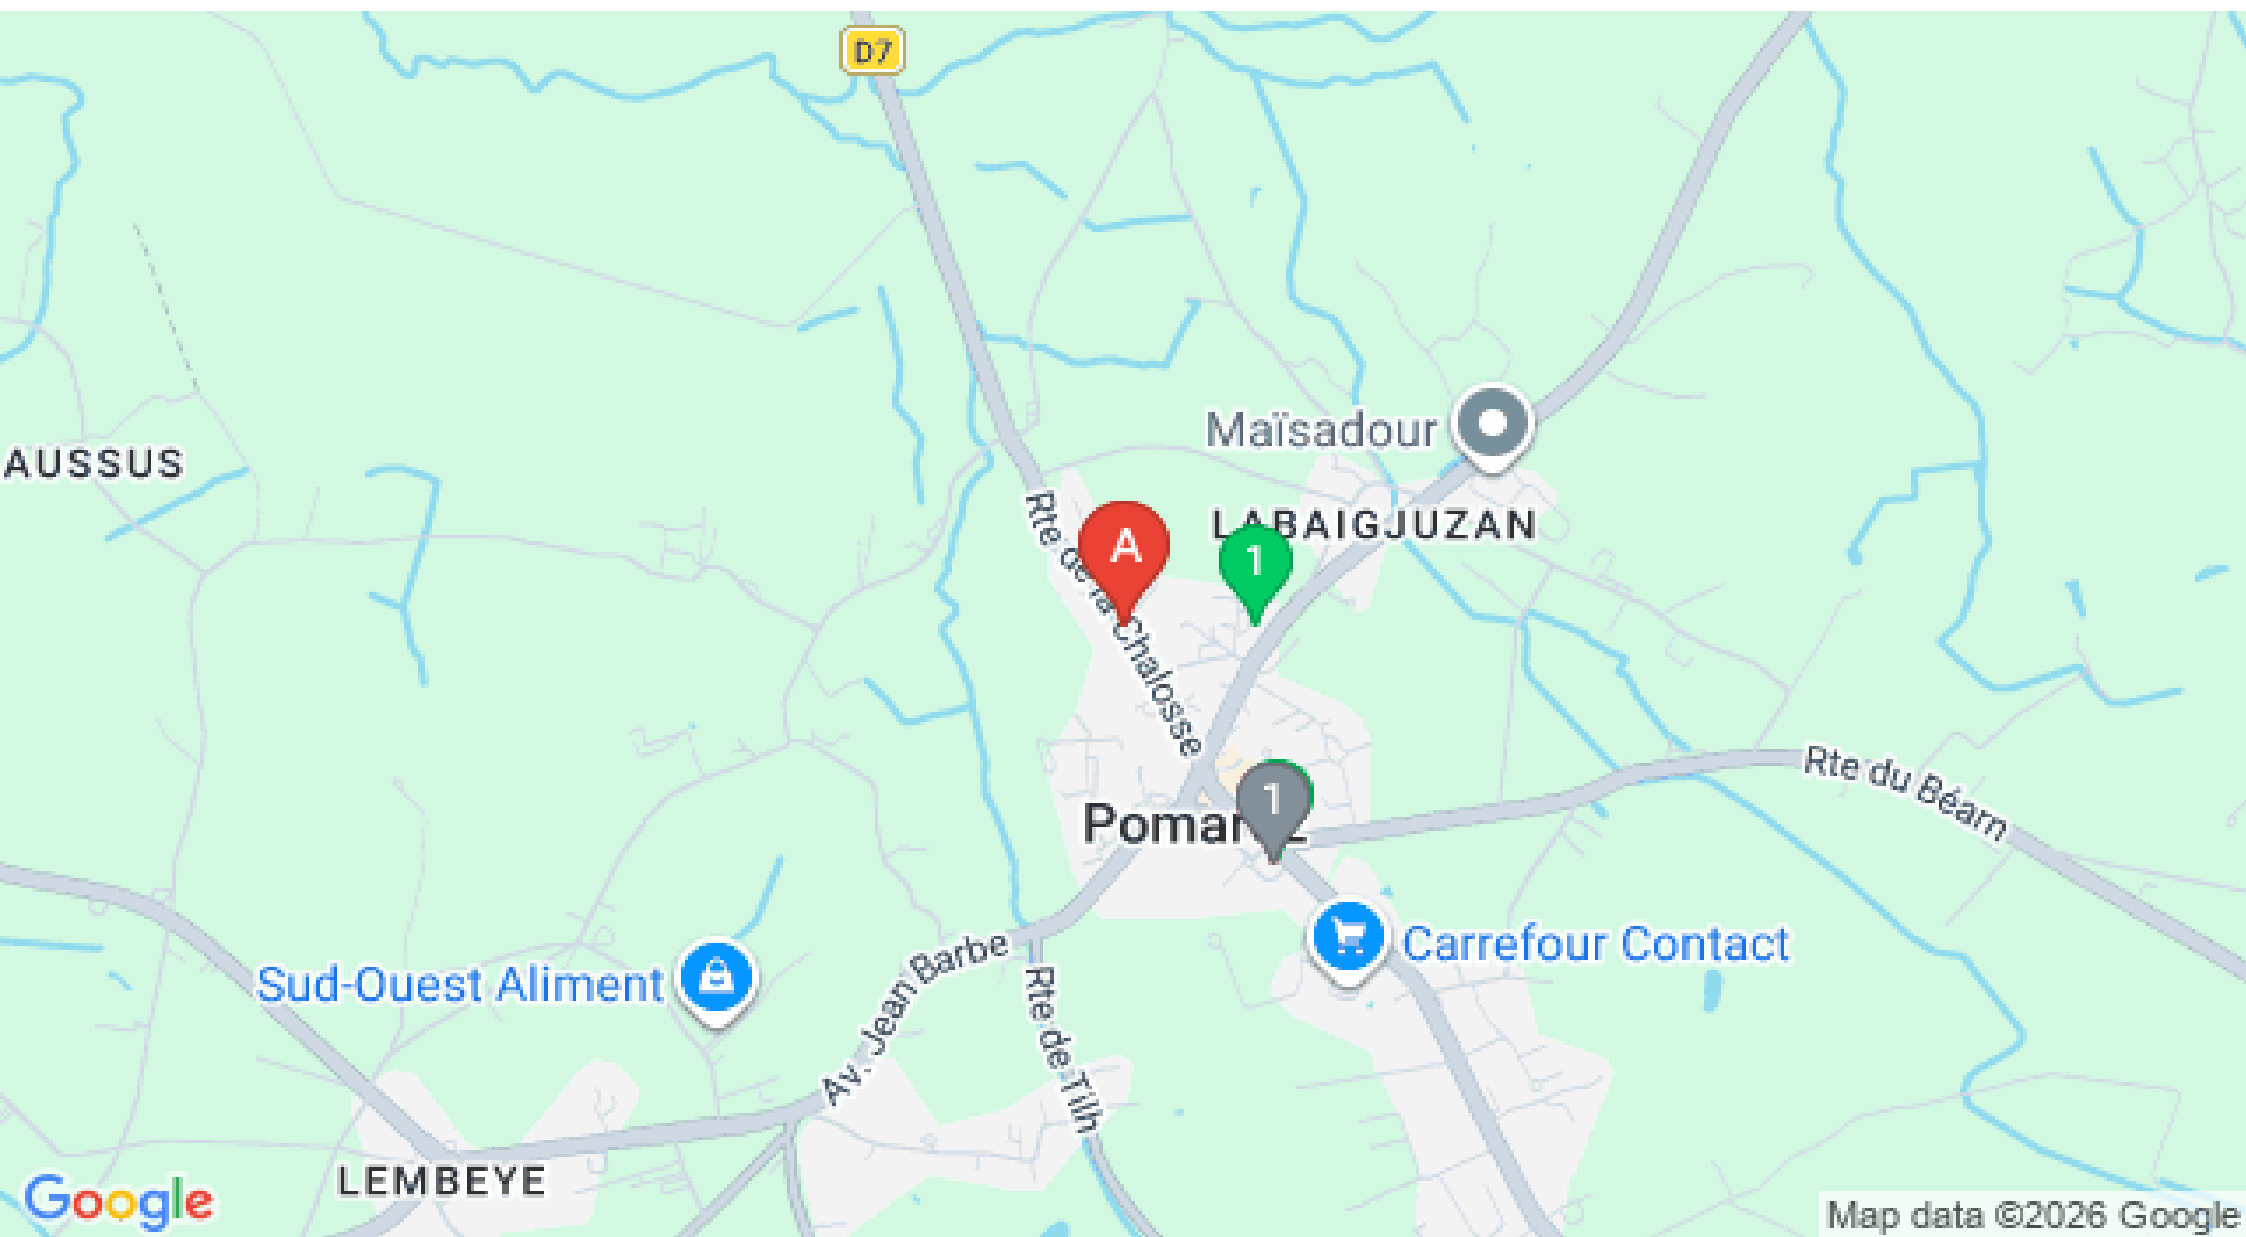 D7
Maïsadour
AUSSUS
LABAIGJUZAN
Rte de la Chalosse
A
1
1
Rte du Béarn
Carrefour Contact
Sud-Ouest Aliment
Av. Jean Barbe
Rte de Tilh
LEMBEYE
Google
Map data ©2026 Google